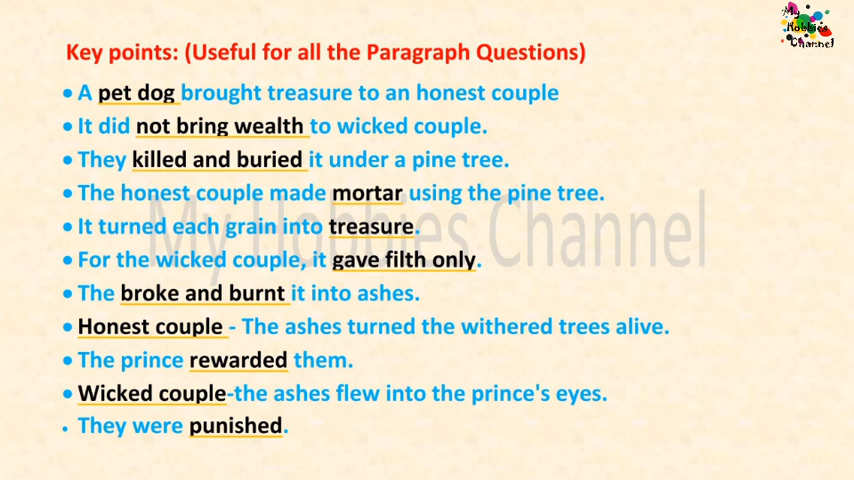 My
Hobbies
Channel
Key points: (Useful for all the Paragraph Questions)
• A pet dog brought treasure to an honest couple
• It did not bring wealth to wicked couple.
• They killed and buried it under a pine tree.
• The honest couple made mortar using the pine tree.
• It turned each grain into treasure.
• For the wicked couple, it gave filth only.
• The broke and burnt it into ashes.
• Honest couple - The ashes turned the withered trees alive.
• The prince rewarded them.
• Wicked couple-the ashes flew into the prince's eyes.
• They were punished.
My Hobbies Channel